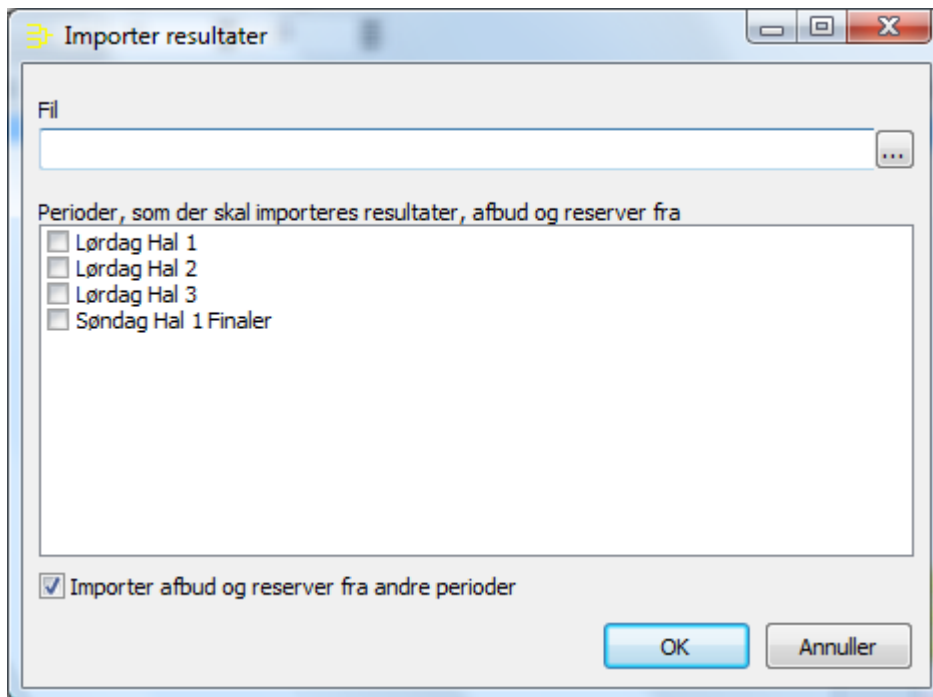 Importer resultater
Fil
...
Perioder, som der skal importeres resultater, afbud og reserver fra
Lørdag Hal 1
Lørdag Hal 2
Lørdag Hal 3
Søndag Hal 1 Finaler
Importer afbud og reserver fra andre perioder
OK Annuller